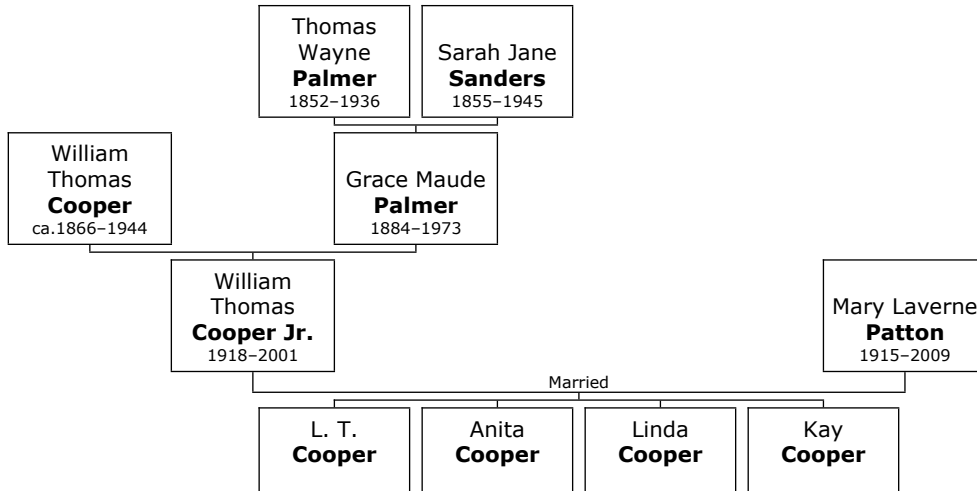 Thomas
Wayne
Palmer
1852–1936
Sarah Jane
Sanders
1855–1945
William
Thomas
Cooper
ca.1866–1944
Grace Maude
Palmer
1884–1973
William
Thomas
Cooper Jr.
1918–2001
Mary Laverne
Patton
1915–2009
Married
L. T.
Cooper
Anita
Cooper
Linda
Cooper
Kay
Cooper